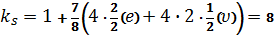 k_s = 1 + 7/8 (4 · 2/2 (e) + 4 · 2 · 1/2 (υ)) = 8